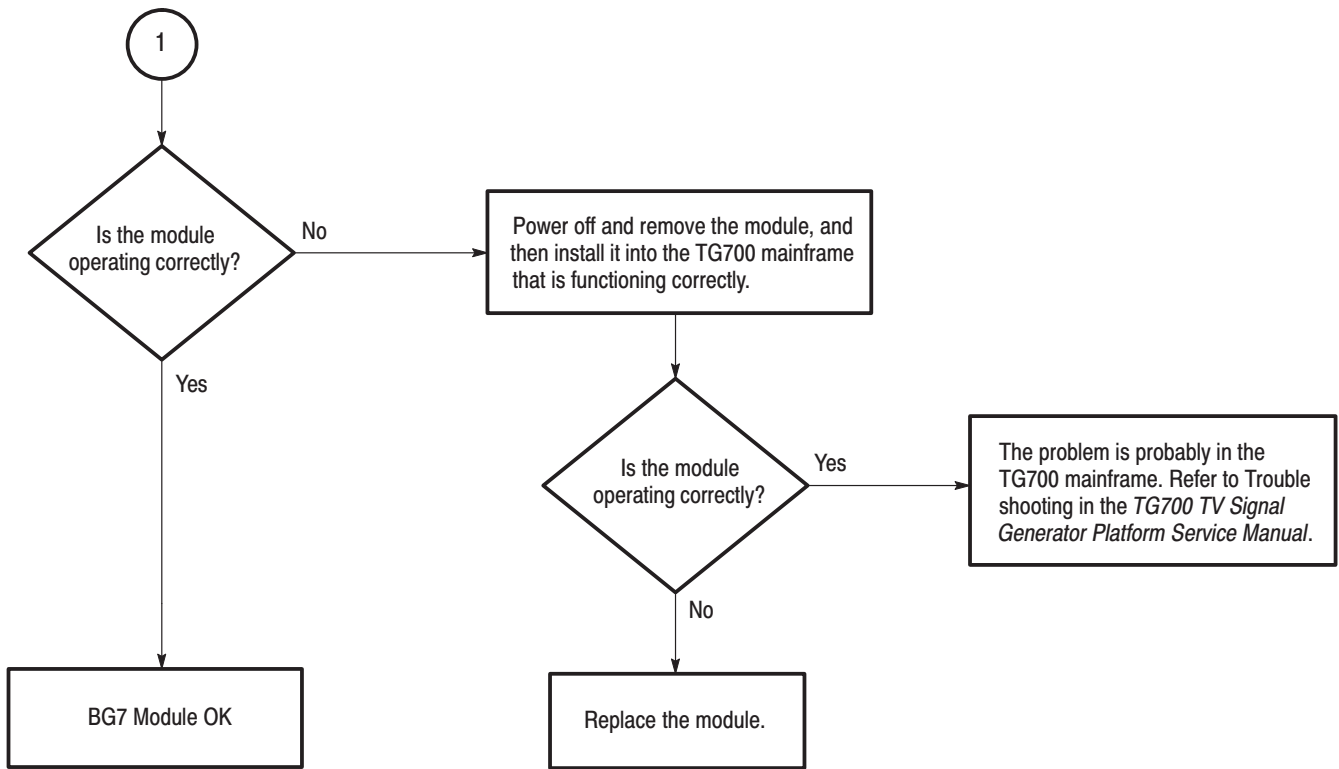 1
Is the module
operating correctly?
No
Power off and remove the module, and
then install it into the TG700 mainframe
that is functioning correctly.
Yes
Is the module
operating correctly?
Yes
The problem is probably in the
TG700 mainframe. Refer to Trouble
shooting in the TG700 TV Signal
Generator Platform Service Manual.
No
BG7 Module OK
Replace the module.